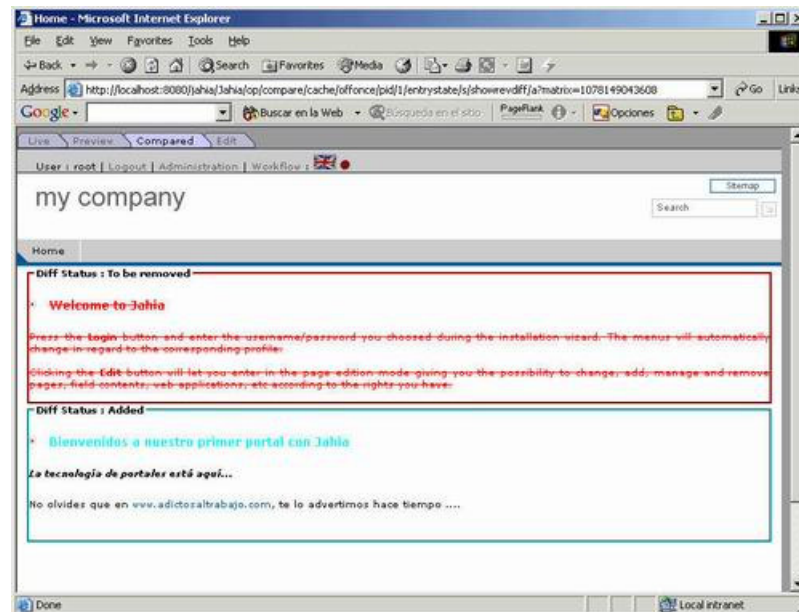 Home - Microsoft Internet Explorer
File Edit View Favorites Tools Help
Back Search Favorites Media
Address http://localhost:8080/jahia/Jahia/op/compare/cache/offonce/pid/1/entrystate/s/showrevdiff/a?matrix=1078149043608 Go Links
Google Buscar en la Web Búsqueda en el sitio PageRank Opciones
Live Preview Compared Edit
User : root | Logout | Administration | Workflow :
my company
Sitemap
Search
Home
Diff Status : To be removed
Welcome to Jahia
Press the Login button and enter the username/password you choosed during the installation wizard. The menus will automatically
change in regard to the corresponding profile.
Clicking the Edit button will let you enter in the page edition mode giving you the possibility to change, add, manage and remove
pages, field contents, web applications, etc according to the rights you have.
Diff Status : Added
Bienvenidos a nuestro primer portal con Jahia
La tecnología de portales está aquí...
No olvides que en www.adictosaltrabajo.com, te lo advertimos hace tiempo ....
Done Local intranet